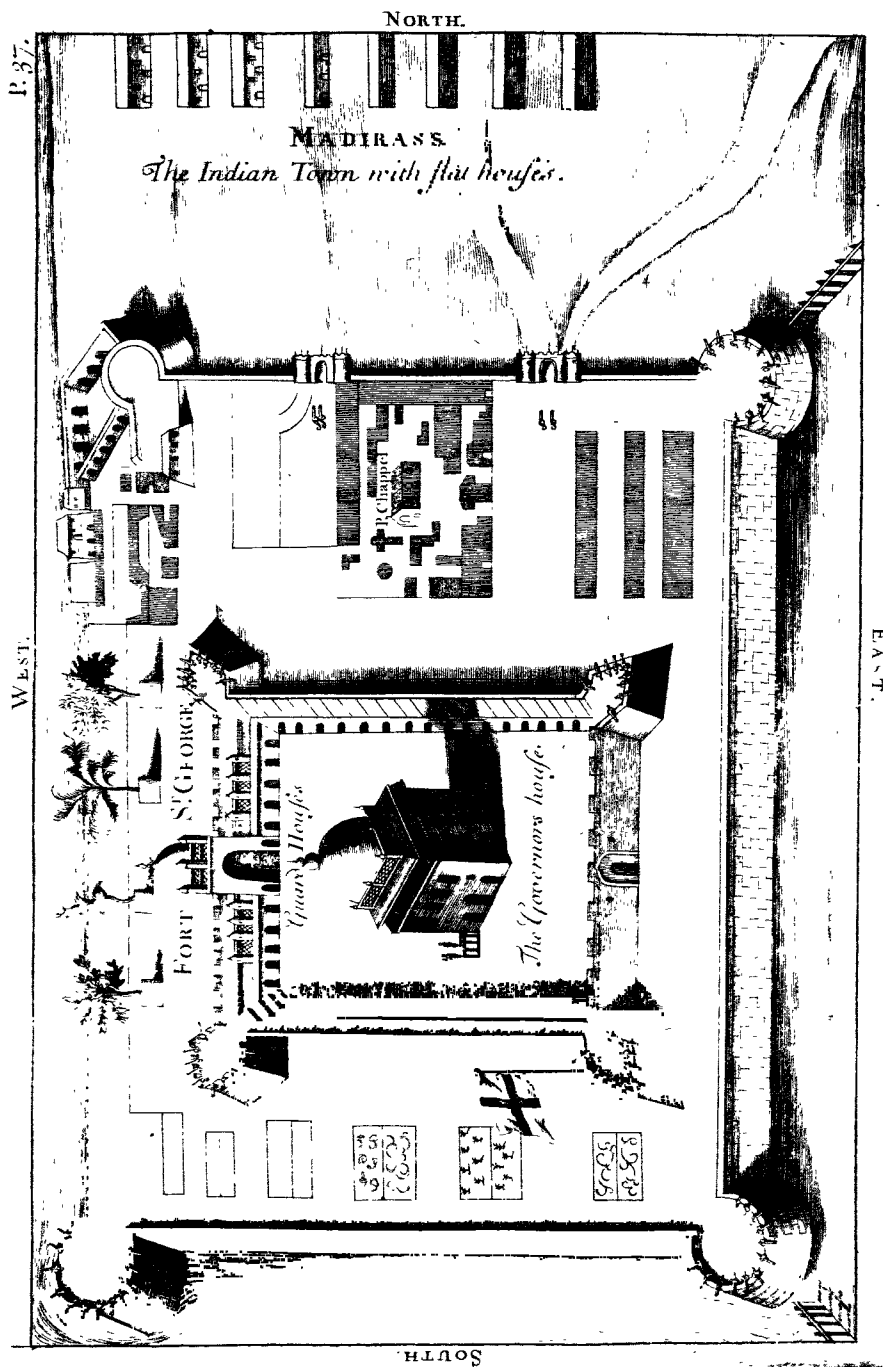 NORTH.
P. 37.
MADIRASS.
The Indian Town with flat houses.
P. Chappel
WEST.
EAST.
FORT St. GEORGE
Guard Houses
The Governors house.
SOUTH.